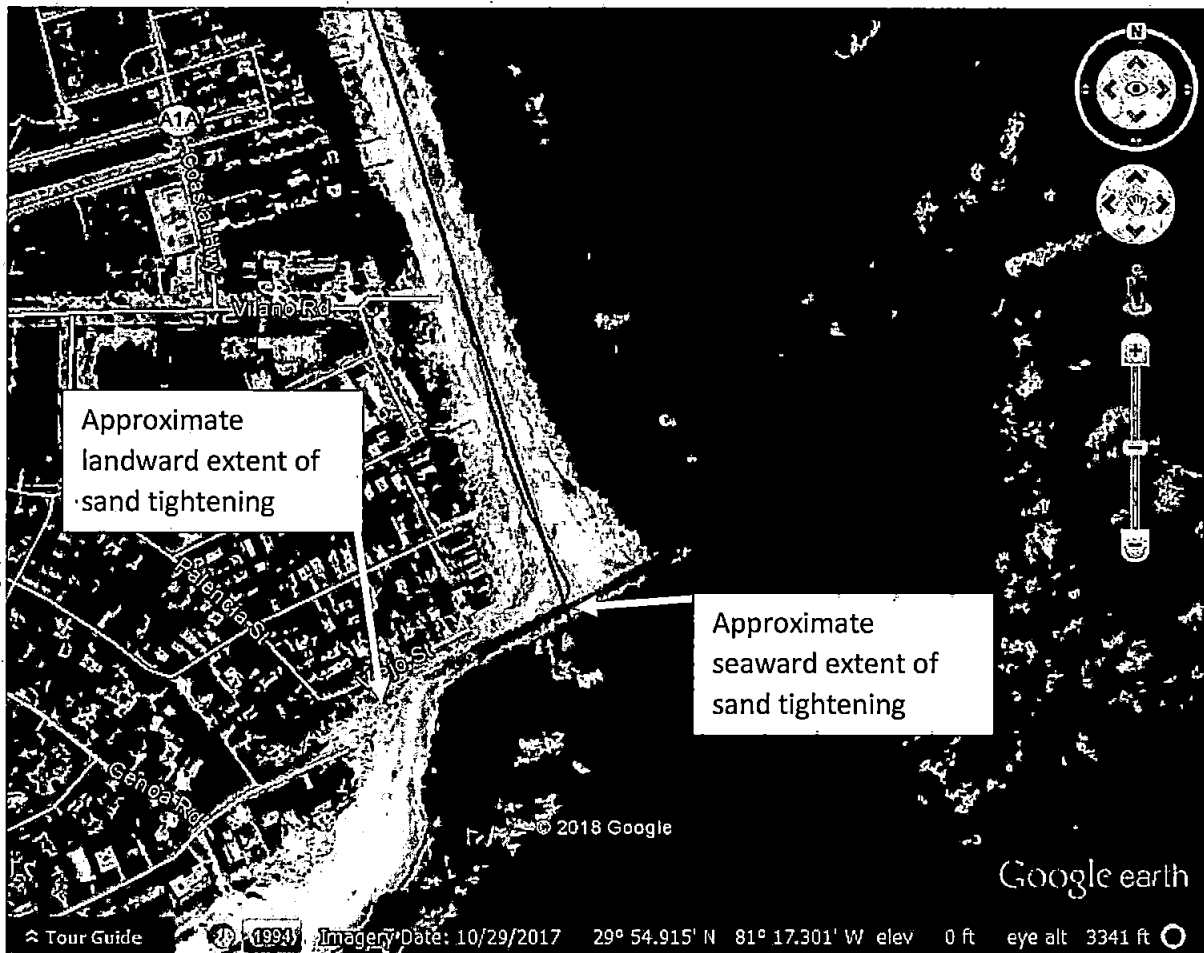 N
A1A
Coastal Hwy
Vilano Rd
Approximate
landward extent of
sand tightening
Palencia St
Approximate
seaward extent of
sand tightening
Genoa Rd
© 2018 Google
Google earth
Tour Guide
1994
Imagery Date: 10/29/2017 29° 54.915' N 81° 17.301' W elev 0 ft eye alt 3341 ft